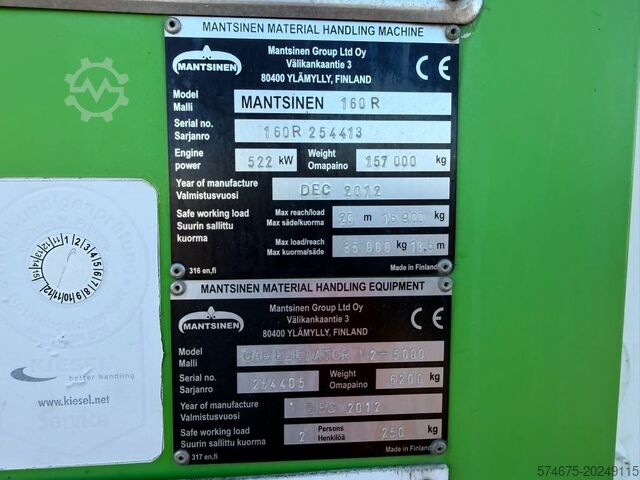 MANTSINEN MATERIAL HANDLING MACHINE
MANTSINEN
Mantsinen Group Ltd Oy
Välikankaantie 3
80400 YLÄMYLLY, FINLAND
CE
Model
Malli
MANTSINEN 160 R
Serial no.
Sarjanro
160R 254413
Engine
power
522 kW
Weight
Omapaino
157 000 kg
Year of manufacture
Valmistusvuosi
DEC 2012
Safe working load
Suurin sallittu
kuorma
Max reach/load
Max säde/kuorma
20 m kg
Max load/reach
Max kuorma/säde
kg m
316 en,fi
Made in Finland
MANTSINEN MATERIAL HANDLING EQUIPMENT
MANTSINEN
Mantsinen Group Ltd Oy
Välikankaantie 3
80400 YLÄMYLLY, FINLAND
CE
Model
Malli
CABELEVATOR
Serial no.
Sarjanro
254405
Weight
Omapaino
5200 kg
Year of manufacture
Valmistusvuosi
DEC 2012
Safe working load
Suurin sallittu kuorma
2 Persons
Henkilöä
250 kg
317 en,fi
Made in Finland
better handling
www.kiesel.net
Service
574675-20249115